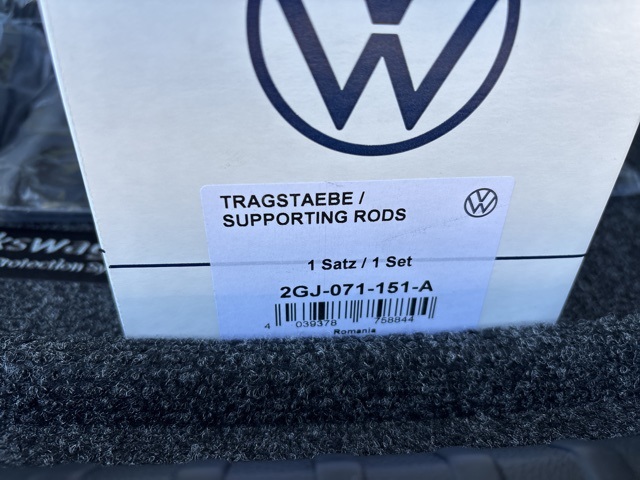 TRAGSTAEBE /
SUPPORTING RODS
1 Satz / 1 Set
2GJ-071-151-A
4 039378 758844
Romania